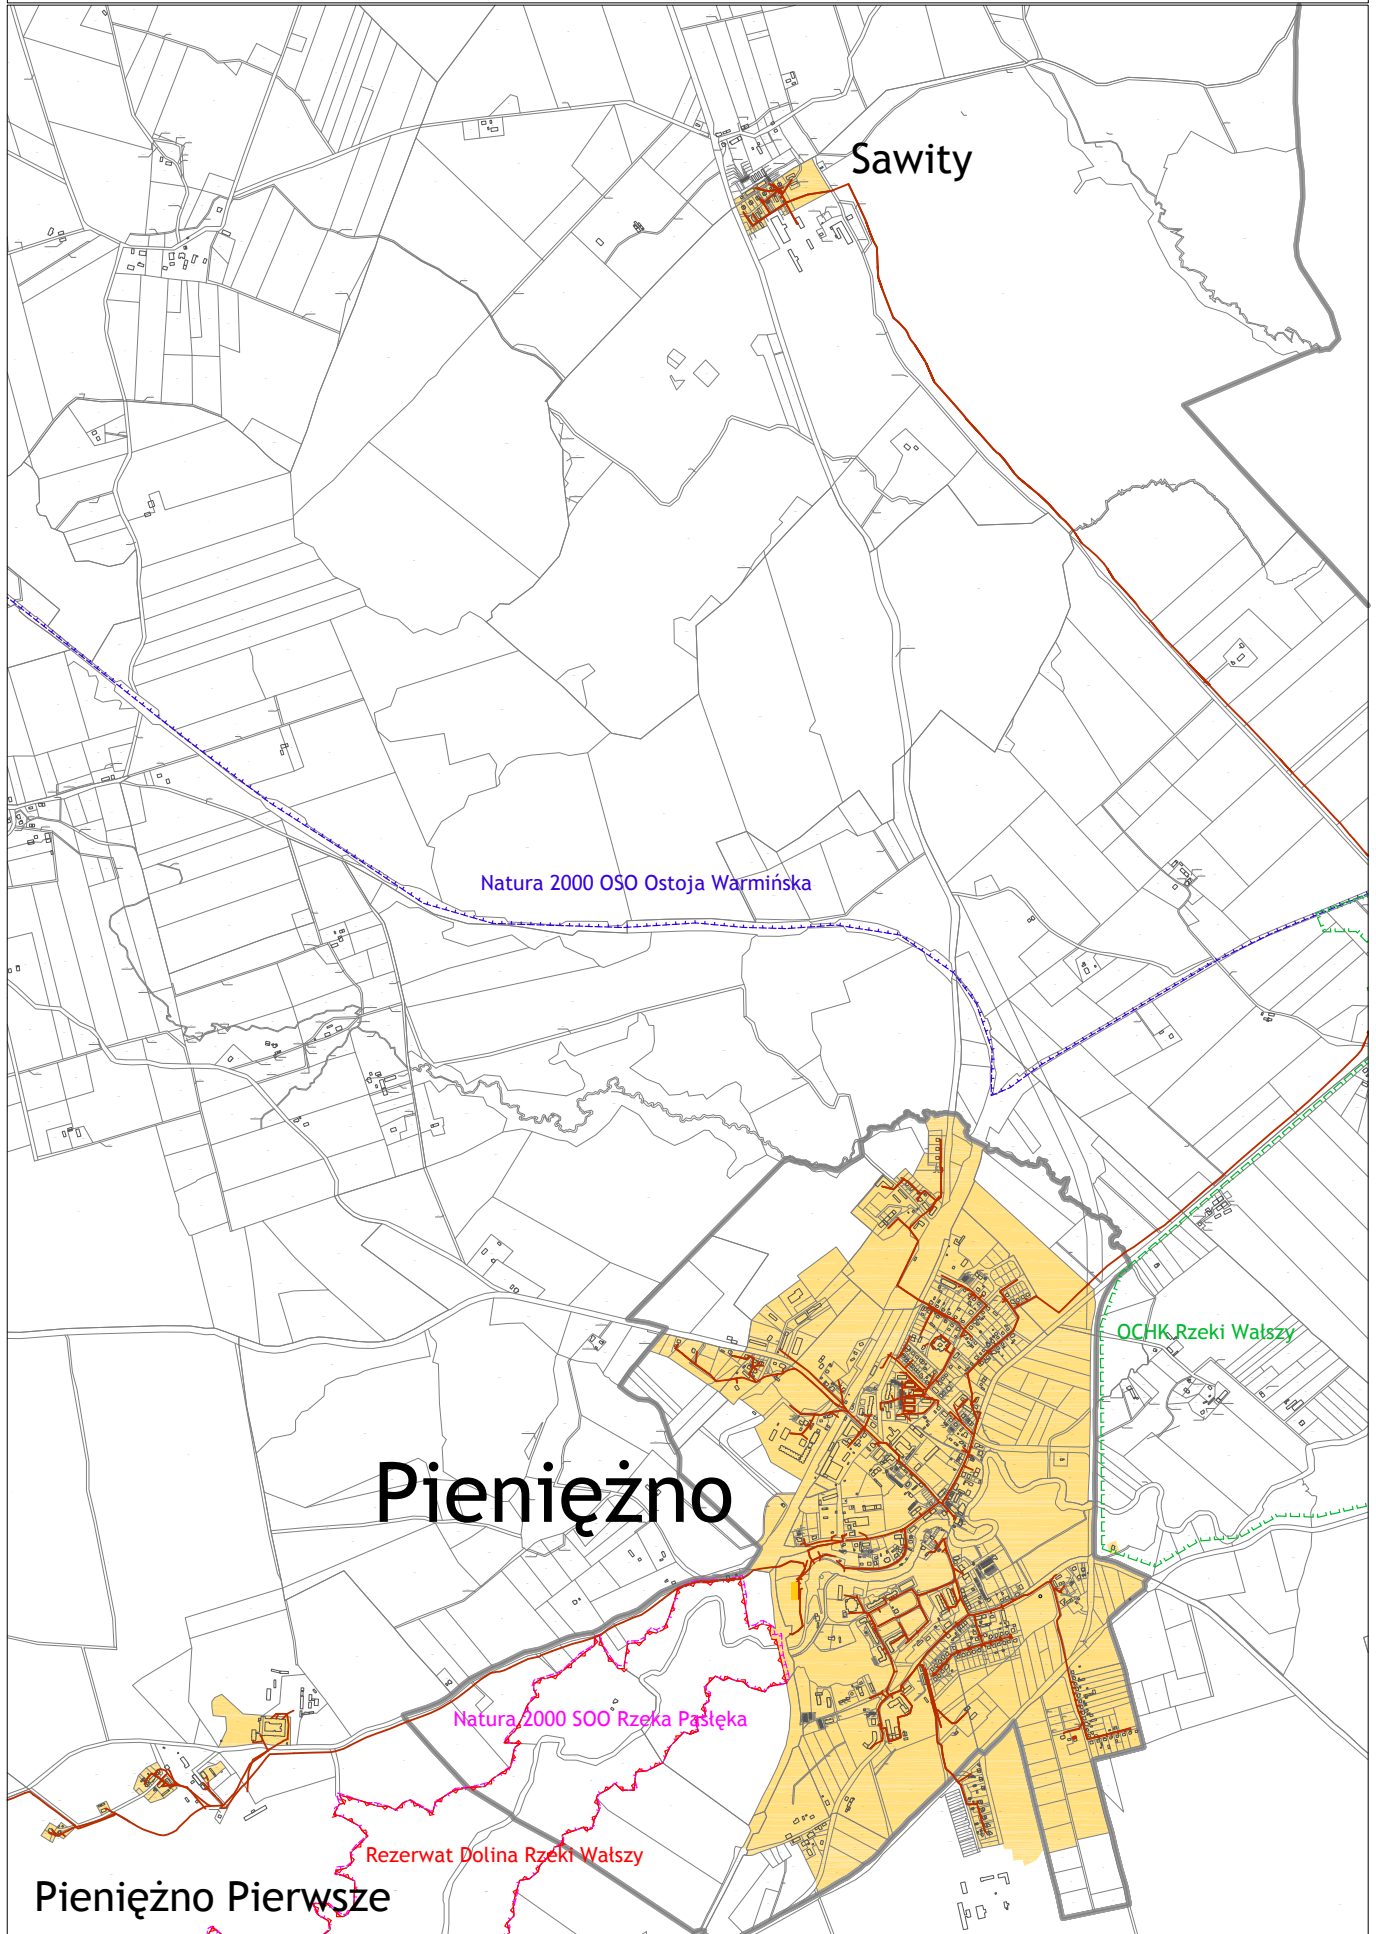 Sawity
Natura 2000 OSO Ostoja Warmińska
OCHK Rzeki Wałszy
Pieniężno
Natura 2000 SOO Rzeka Pasłęka
Rezerwat Dolina Rzeki Wałszy
Pieniężno Pierwsze